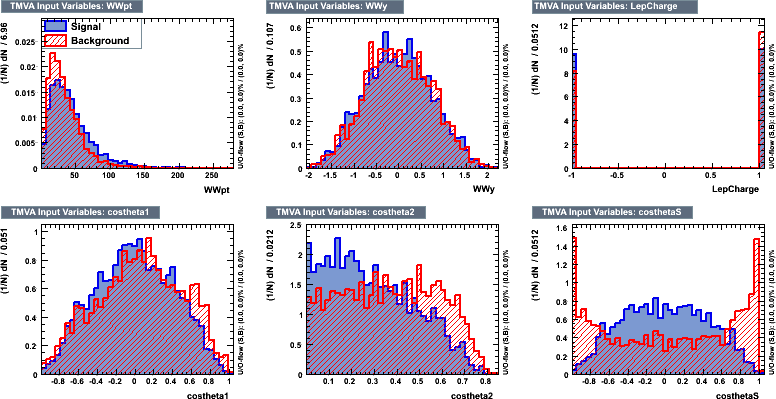 TMVA Input Variables: WWpt
(1/N) dN / 6.96
0.025
0.02
0.015
0.01
0.005
0
Signal
Background
50 100 150 200 250
WWpt
U/O-flow (S,B): (0.0, 0.0)% / (0.0, 0.0)%
TMVA Input Variables: WWy
(1/N) dN / 0.107
0.6
0.5
0.4
0.3
0.2
0.1
0
-2 -1.5 -1 -0.5 0 0.5 1 1.5 2
WWy
U/O-flow (S,B): (0.0, 0.0)% / (0.0, 0.0)%
TMVA Input Variables: LepCharge
(1/N) dN / 0.0512
12
10
8
6
4
2
0
-1 -0.5 0 0.5 1
LepCharge
U/O-flow (S,B): (0.0, 0.0)% / (0.0, 0.0)%
TMVA Input Variables: costheta1
(1/N) dN / 0.051
1
0.8
0.6
0.4
0.2
0
-0.8 -0.6 -0.4 -0.2 0 0.2 0.4 0.6 0.8 1
costheta1
U/O-flow (S,B): (0.0, 0.0)% / (0.0, 0.0)%
TMVA Input Variables: costheta2
(1/N) dN / 0.0212
2.5
2
1.5
1
0.5
0
0.1 0.2 0.3 0.4 0.5 0.6 0.7 0.8
costheta2
U/O-flow (S,B): (0.0, 0.0)% / (0.0, 0.0)%
TMVA Input Variables: costhetaS
(1/N) dN / 0.0512
1.6
1.4
1.2
1
0.8
0.6
0.4
0.2
0
-0.8 -0.6 -0.4 -0.2 0 0.2 0.4 0.6 0.8 1
costhetaS
U/O-flow (S,B): (0.0, 0.0)% / (0.0, 0.0)%